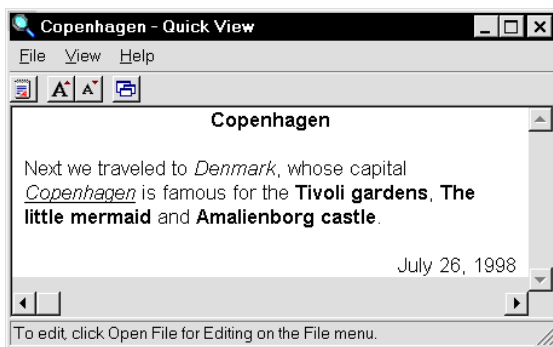 Copenhagen - Quick View
File View Help
A A
Copenhagen
Next we traveled to Denmark, whose capital
Copenhagen is famous for the Tivoli gardens, The
little mermaid and Amalienborg castle.
July 26, 1998
To edit, click Open File for Editing on the File menu.